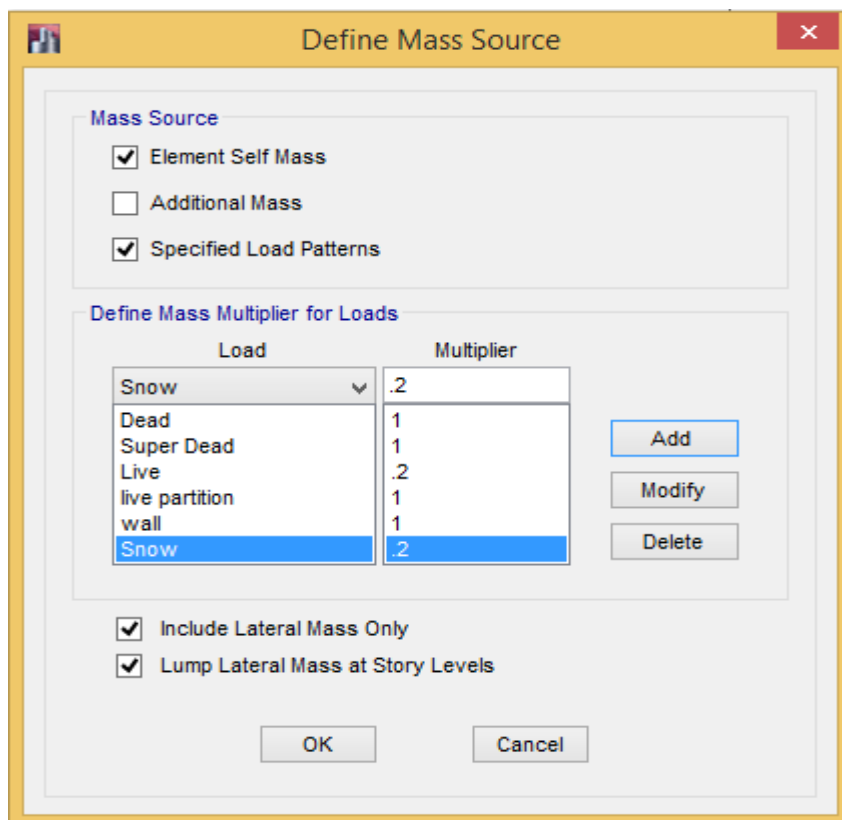 Define Mass Source
Mass Source
Element Self Mass
Additional Mass
Specified Load Patterns
Define Mass Multiplier for Loads
Load Multiplier
Snow .2
Dead 1
Super Dead 1
Live .2
live partition 1
wall 1
Snow .2
Add
Modify
Delete
Include Lateral Mass Only
Lump Lateral Mass at Story Levels
OK Cancel